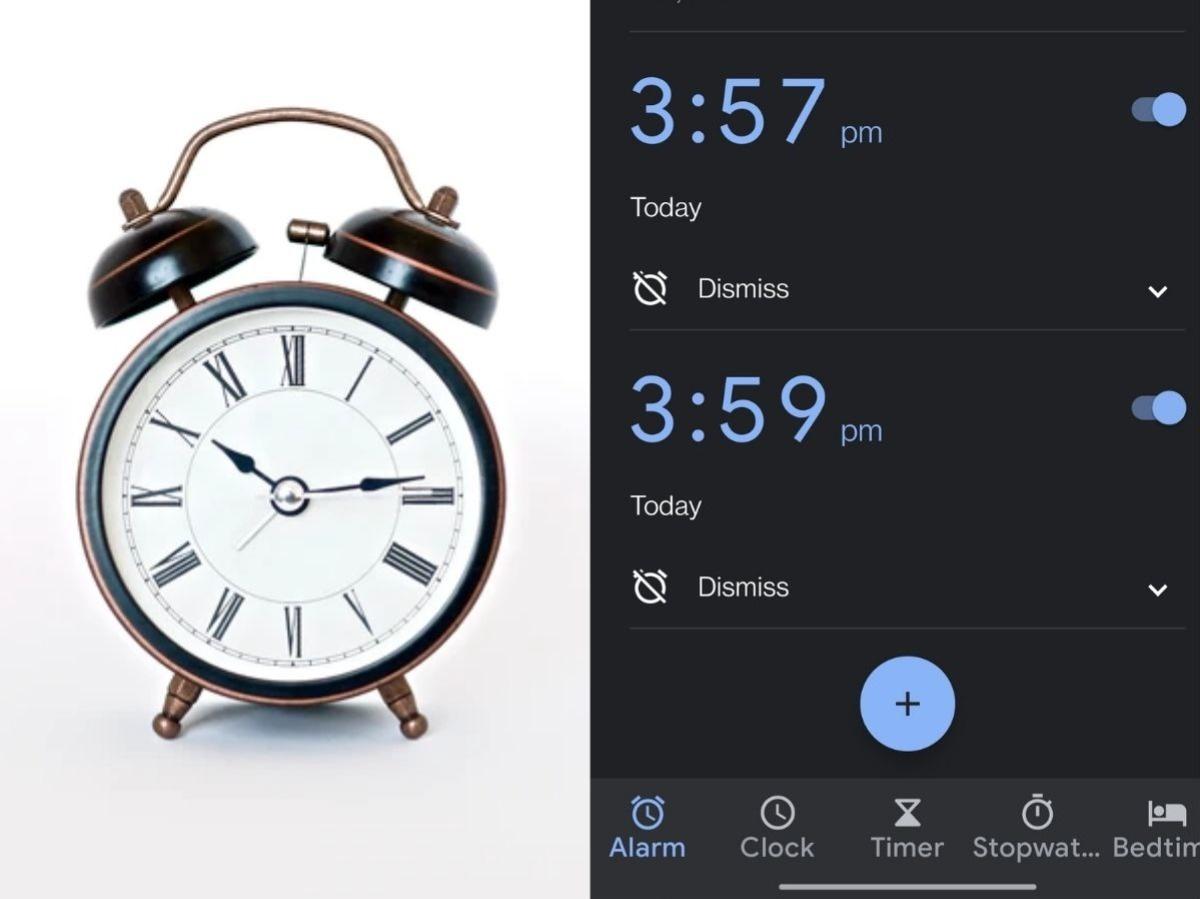 XII
I
II
III
IIII
V
VI
VII
VIII
IX
X
XI
3:57 pm
Today
Dismiss
3:59 pm
Today
Dismiss
+
Alarm Clock Timer Stopwat... Bedtim